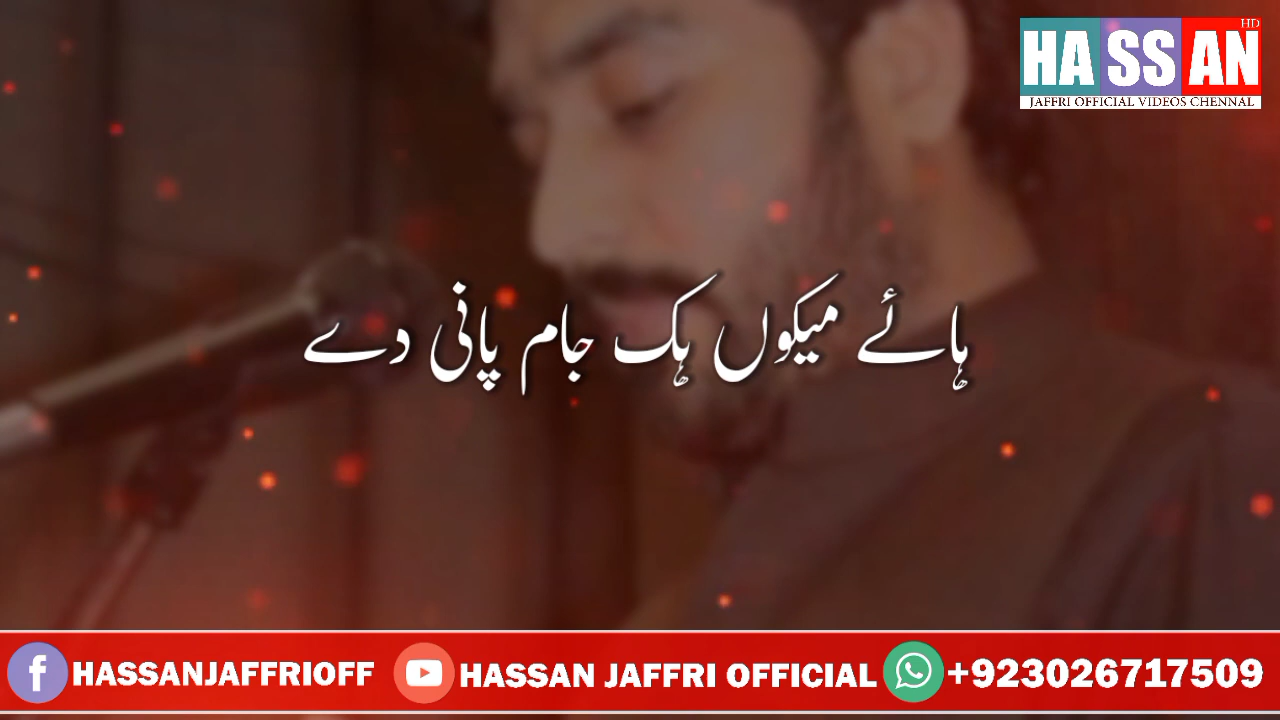 HD
HASSAN
JAFFRI OFFICIAL VIDEOS CHENNAL
ہائے میکوں ہک جام پانی دے
HASSANJAFFRIOFF HASSAN JAFFRI OFFICIAL +923026717509